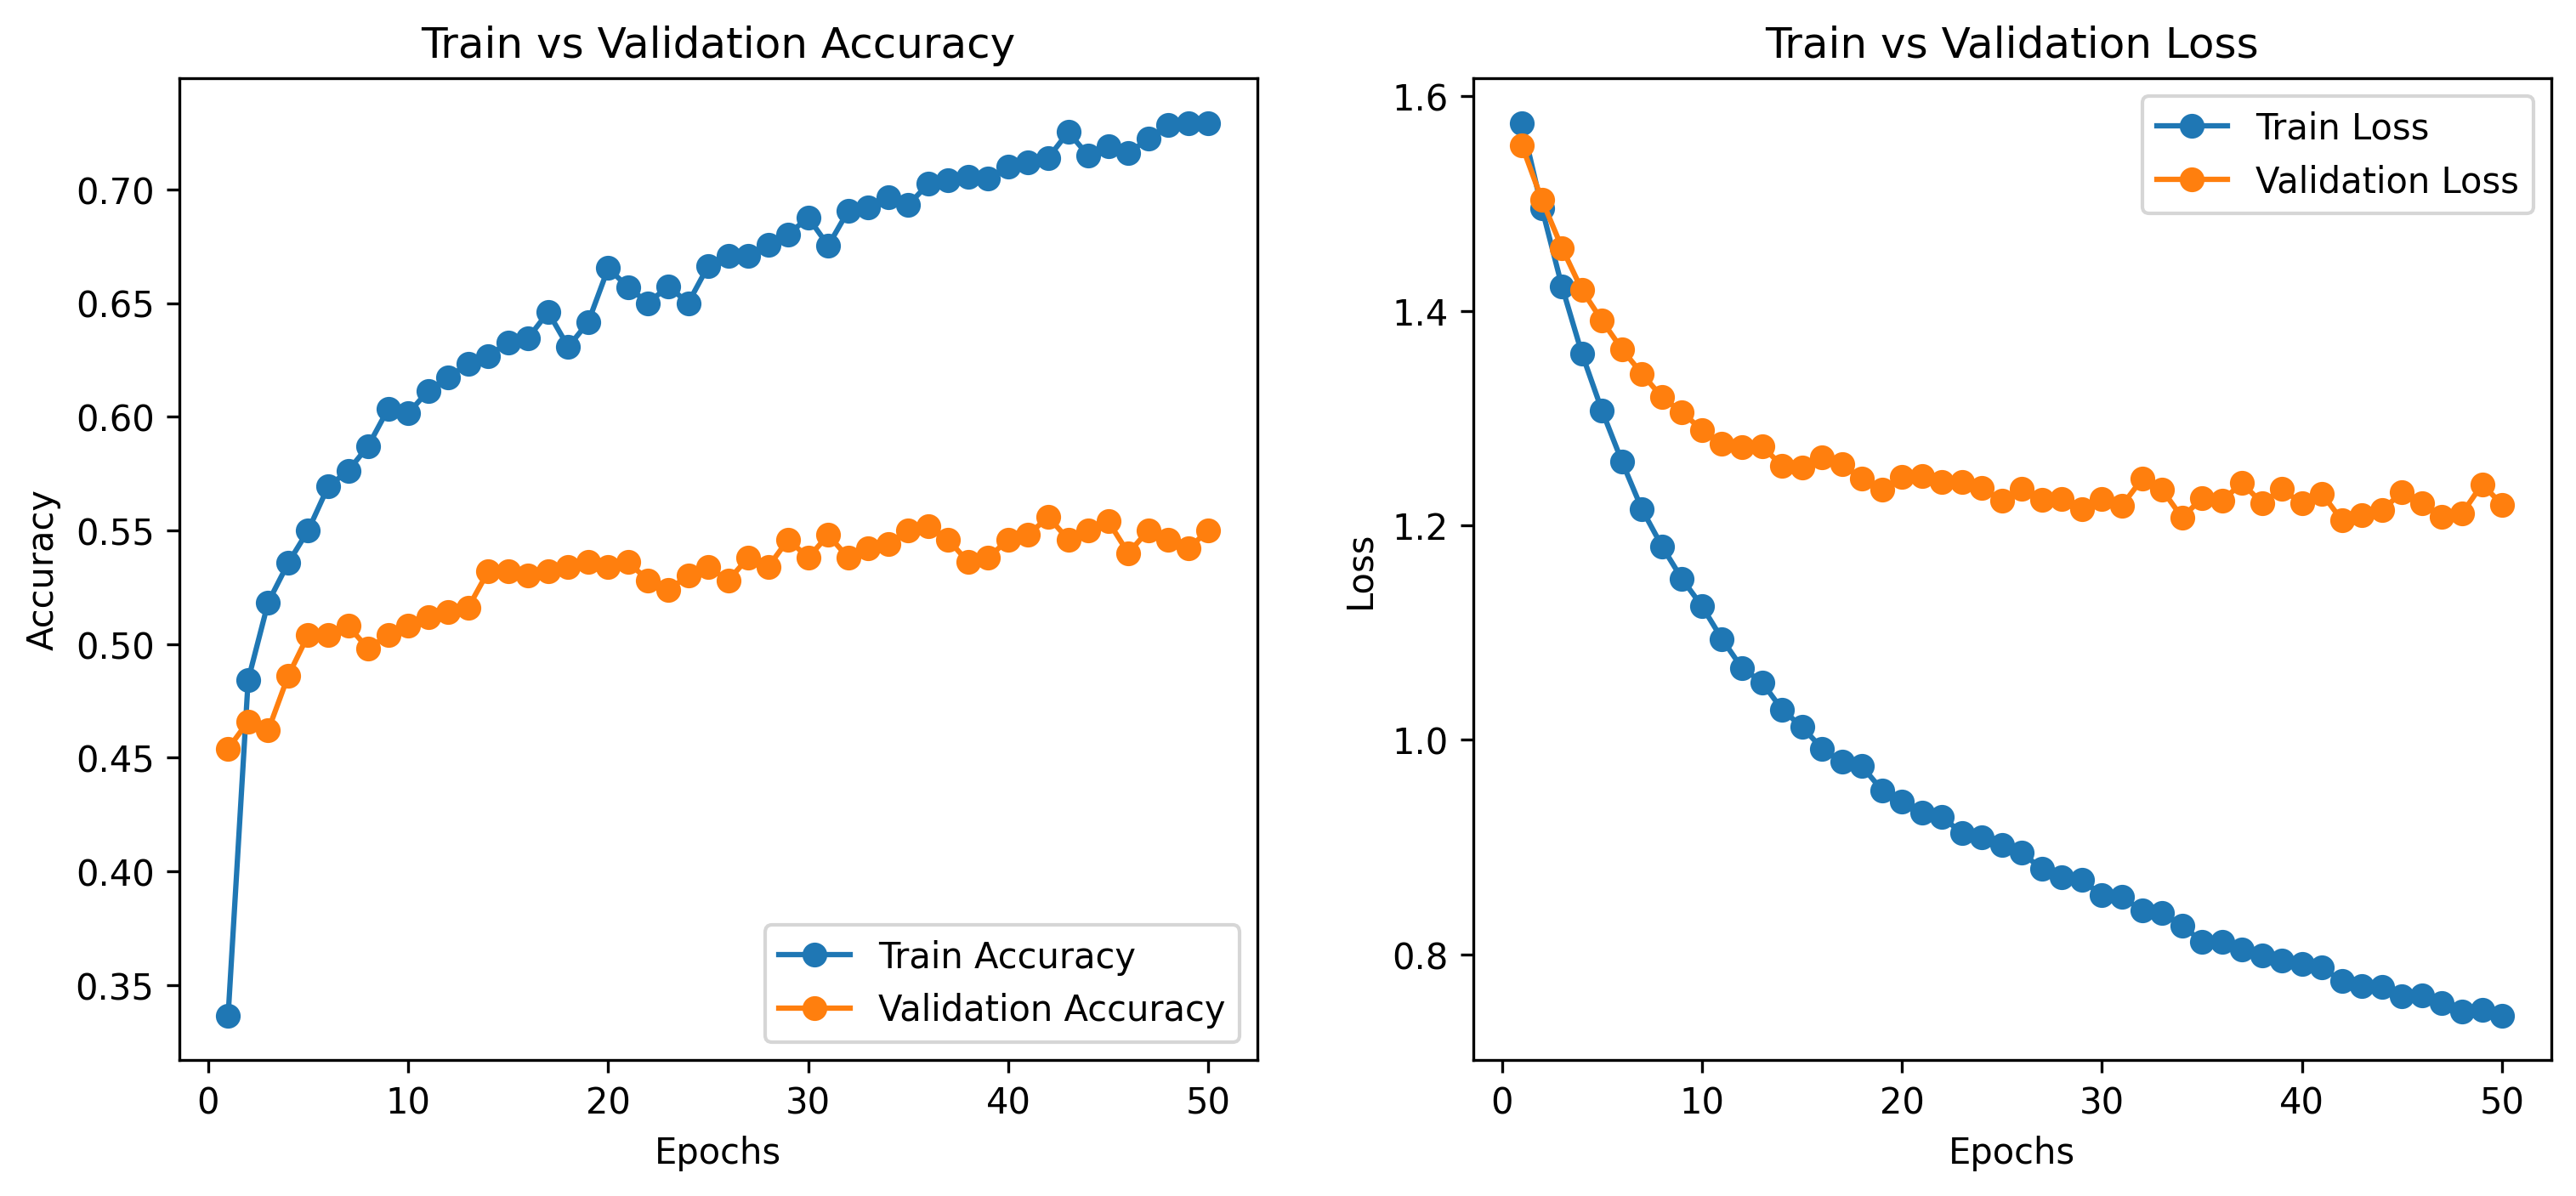 Train vs Validation Accuracy
Accuracy
0.70
0.65
0.60
0.55
0.50
0.45
0.40
0.35
Train Accuracy
Validation Accuracy
0 10 20 30 40 50
Epochs
Train vs Validation Loss
Loss
1.6
1.4
1.2
1.0
0.8
Train Loss
Validation Loss
0 10 20 30 40 50
Epochs